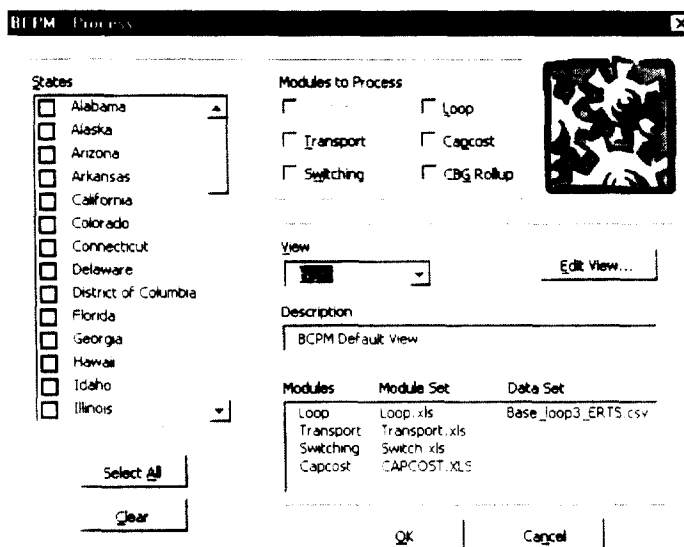 BCPM Process
States
Alabama
Alaska
Arizona
Arkansas
California
Colorado
Connecticut
Delaware
District of Columbia
Florida
Georgia
Hawaii
Idaho
Illinois
Select All
Clear
Modules to Process
Loop
Transport
Capcost
Switching
CBG Rollup
View
Edit View...
Description
BCPM Default View
Modules Module Set Data Set
Loop Loop.xls Base_loop3_ERTS.csv
Transport Transport.xls
Switching Switch.xls
Capcost CAPCOST.XLS
OK Cancel